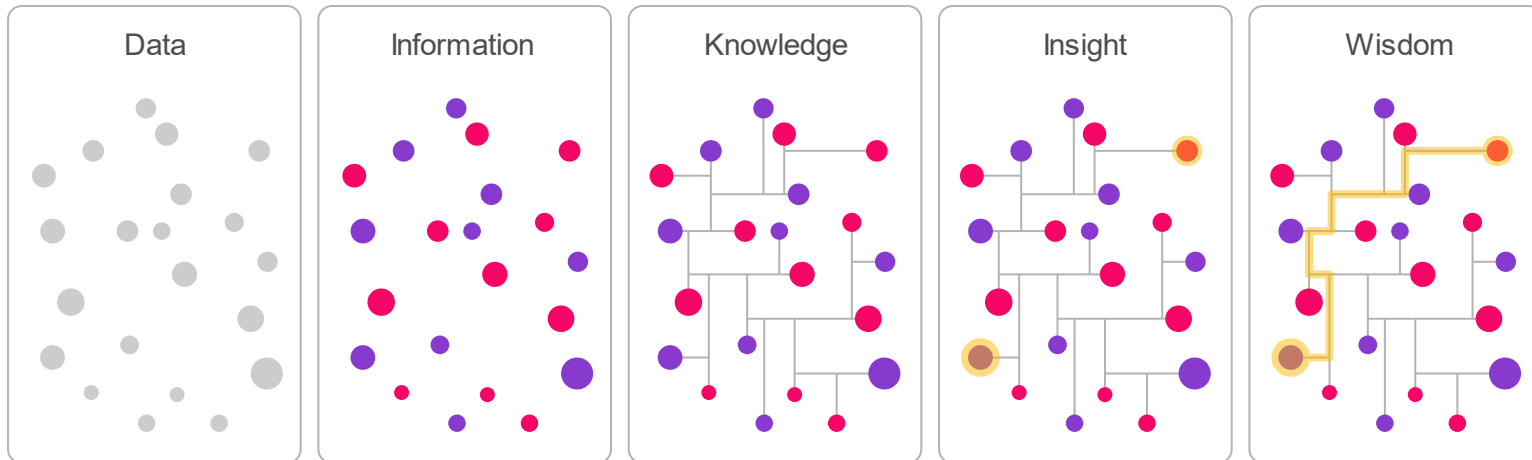 Data
Information
Knowledge
Insight
Wisdom